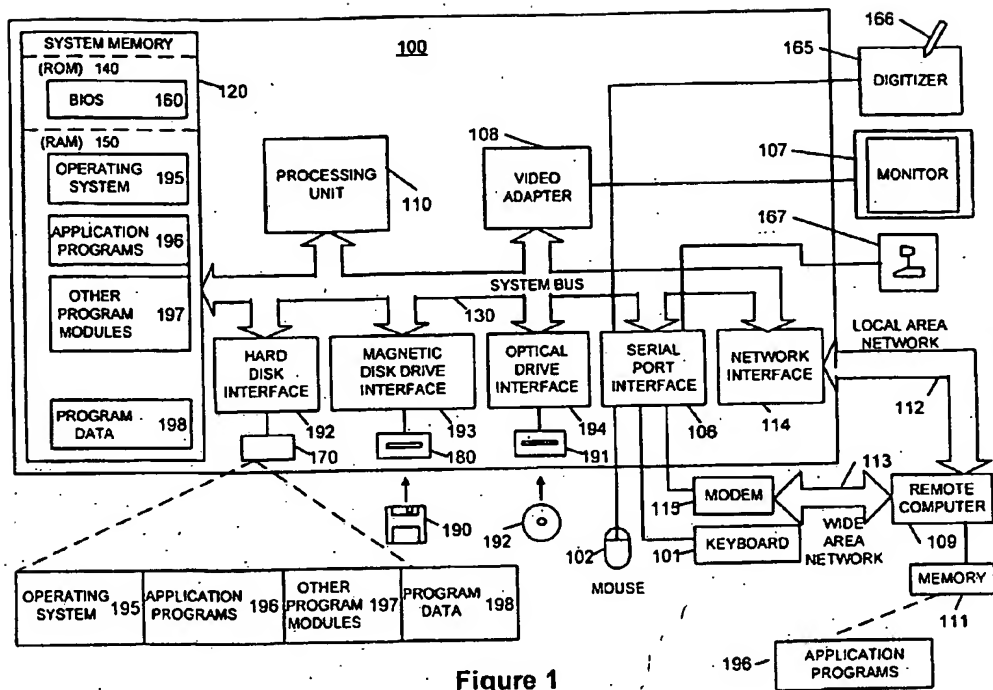 SYSTEM MEMORY
(ROM) 140
BIOS 160
120
(RAM) 150
OPERATING
SYSTEM 195
APPLICATION
PROGRAMS 196
OTHER
PROGRAM
MODULES 197
PROGRAM
DATA 198
100
PROCESSING
UNIT
110
108
VIDEO
ADAPTER
166
165
DIGITIZER
107
MONITOR
167
SYSTEM BUS
130
HARD
DISK
INTERFACE
192
170
MAGNETIC
DISK DRIVE
INTERFACE
193
180
OPTICAL
DRIVE
INTERFACE
194
191
SERIAL
PORT
INTERFACE
106
NETWORK
INTERFACE
114
LOCAL AREA
NETWORK
112
113
MODEM
115
KEYBOARD
101
WIDE
AREA
NETWORK
REMOTE
COMPUTER
109
MEMORY
111
190
192
102
MOUSE
OPERATING
SYSTEM 195
APPLICATION
PROGRAMS 196
OTHER
PROGRAM
MODULES 197
PROGRAM
DATA 198
196
APPLICATION
PROGRAMS
Figure 1